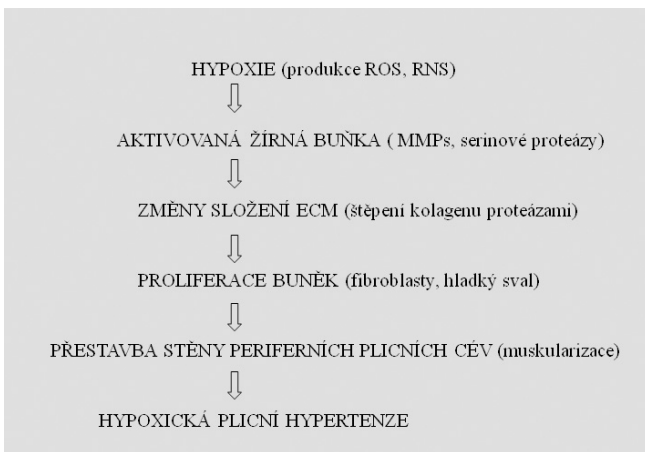 HYPOXIE (produkce ROS, RNS)
AKTIVOVANÁ ŽÍRNÁ BUŇKA ( MMPs, serinové proteázy)
ZMĚNY SLOŽENÍ ECM (štěpení kolagenu proteázami)
PROLIFERACE BUNĚK (fibroblasty, hladký sval)
PŘESTAVBA STĚNY PERIFERNÍCH PLICNÍCH CÉV (muskularizace)
HYPOXICKÁ PLICNÍ HYPERTENZE